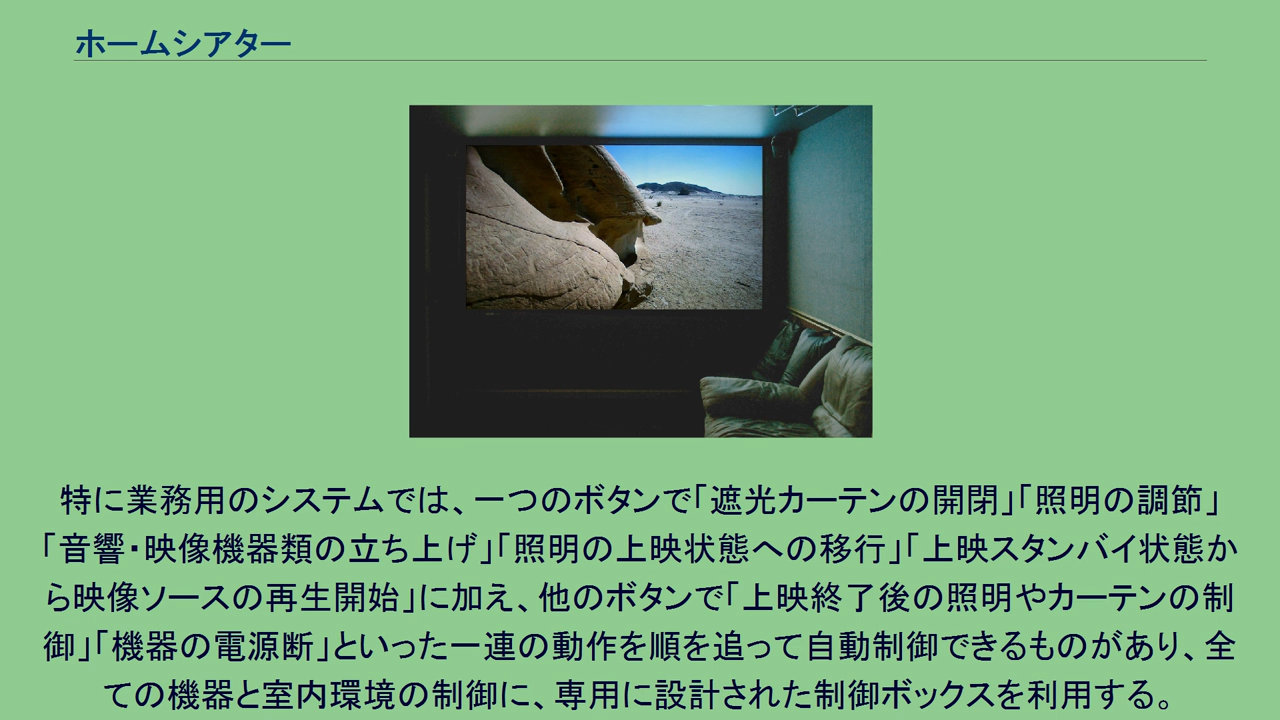 ホームシアター
特に業務用のシステムでは、一つのボタンで「遮光カーテンの開閉」「照明の調節」
「音響・映像機器類の立ち上げ」「照明の上映状態への移行」「上映スタンバイ状態か
ら映像ソースの再生開始」に加え、他のボタンで「上映終了後の照明やカーテンの制
御」「機器の電源断」といった一連の動作を順を追って自動制御できるものがあり、全
ての機器と室内環境の制御に、専用に設計された制御ボックスを利用する。